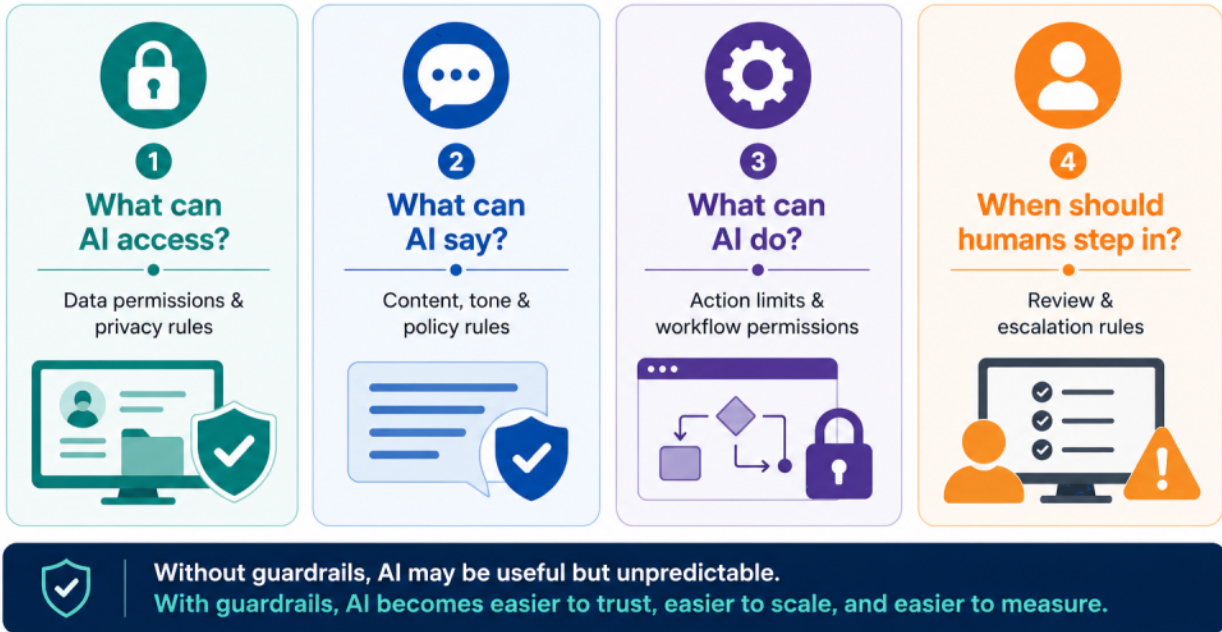 1
What can
AI access?
Data permissions &
privacy rules
2
What can
AI say?
Content, tone &
policy rules
3
What can
AI do?
Action limits &
workflow permissions
4
When should
humans step in?
Review &
escalation rules
Without guardrails, AI may be useful but unpredictable.
With guardrails, AI becomes easier to trust, easier to scale, and easier to measure.